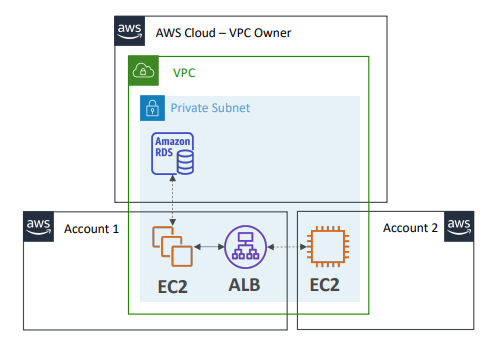 aws
AWS Cloud – VPC Owner
VPC
Private Subnet
Amazon
RDS
aws
Account 1
Account 2
aws
EC2
ALB
EC2